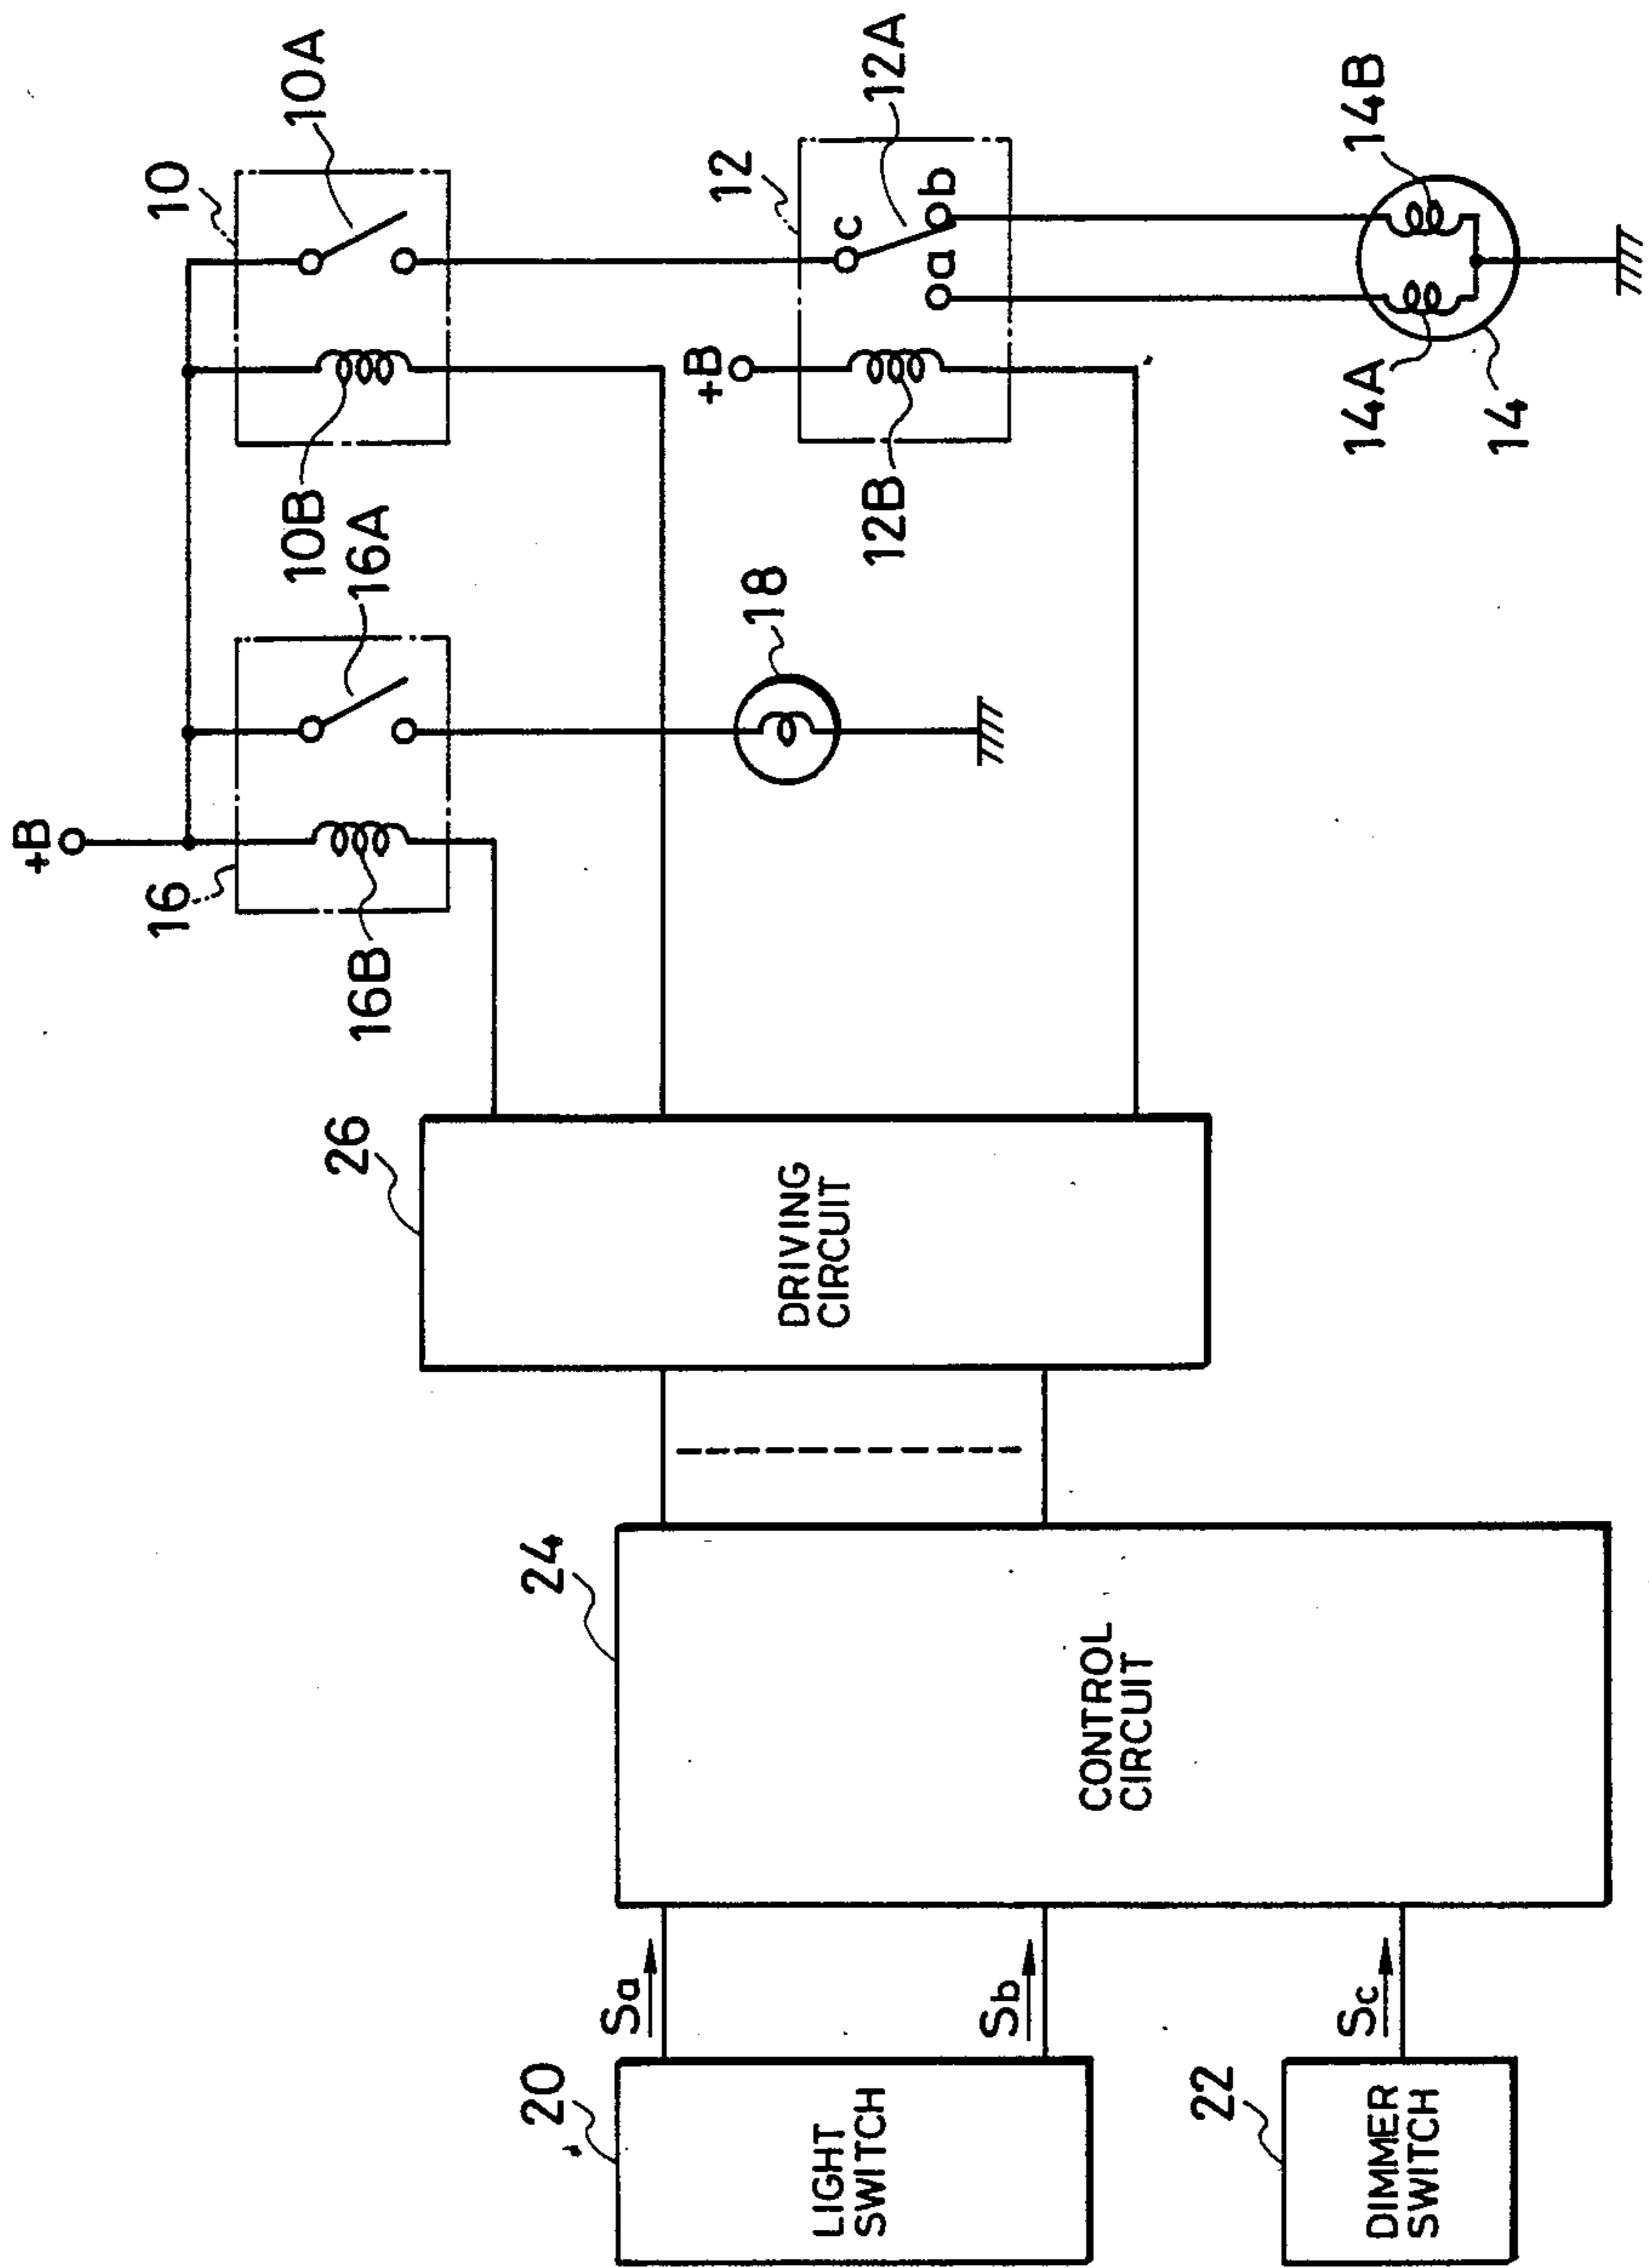 +B
16
16A
16B
10
10A
10B
+B
12
12A
c
a
b
12B
18
14A
14B
14
26
DRIVING
CIRCUIT
24
CONTROL
CIRCUIT
Sa
Sb
Sc
20
LIGHT
SWITCH
22
DIMMER
SWITCH